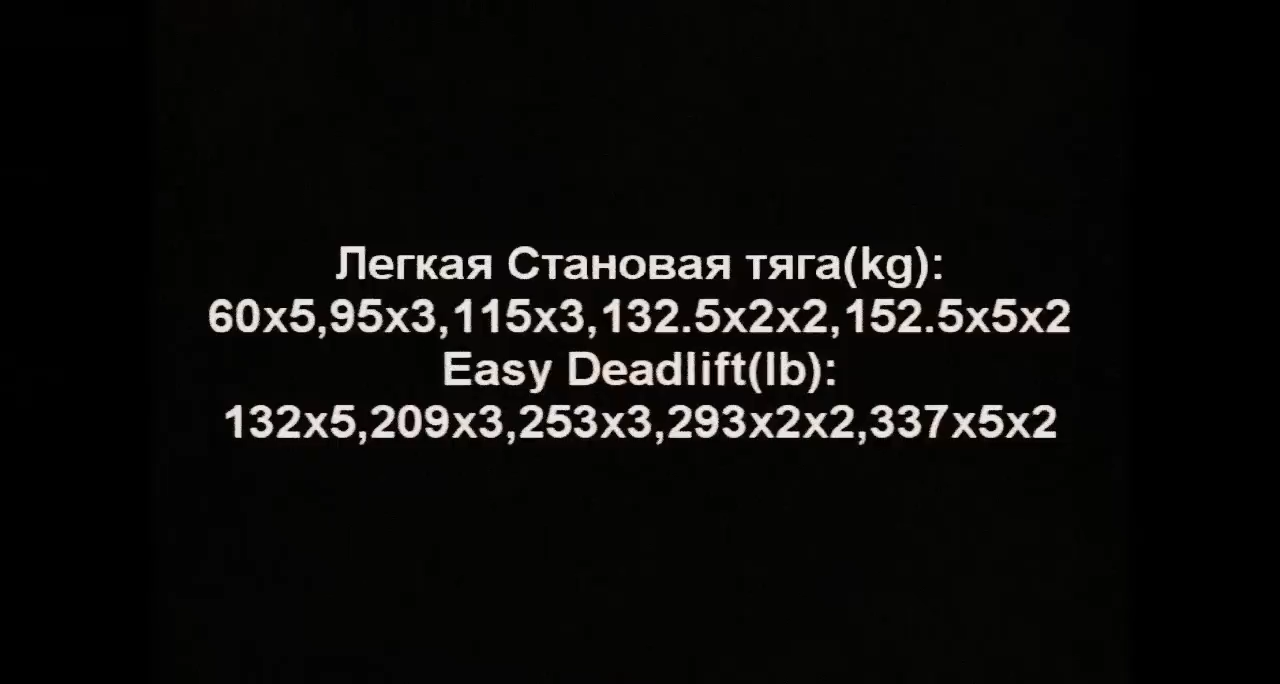 Легкая Становая тяга(kg):
60x5,95x3,115x3,132.5x2x2,152.5x5x2
Easy Deadlift(lb):
132x5,209x3,253x3,293x2x2,337x5x2